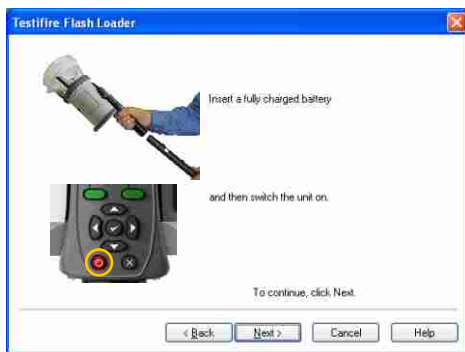 Testifire Flash Loader
Insert a fully charged battery
and then switch the unit on.
To continue, click Next.
< Back
Next >
Cancel
Help